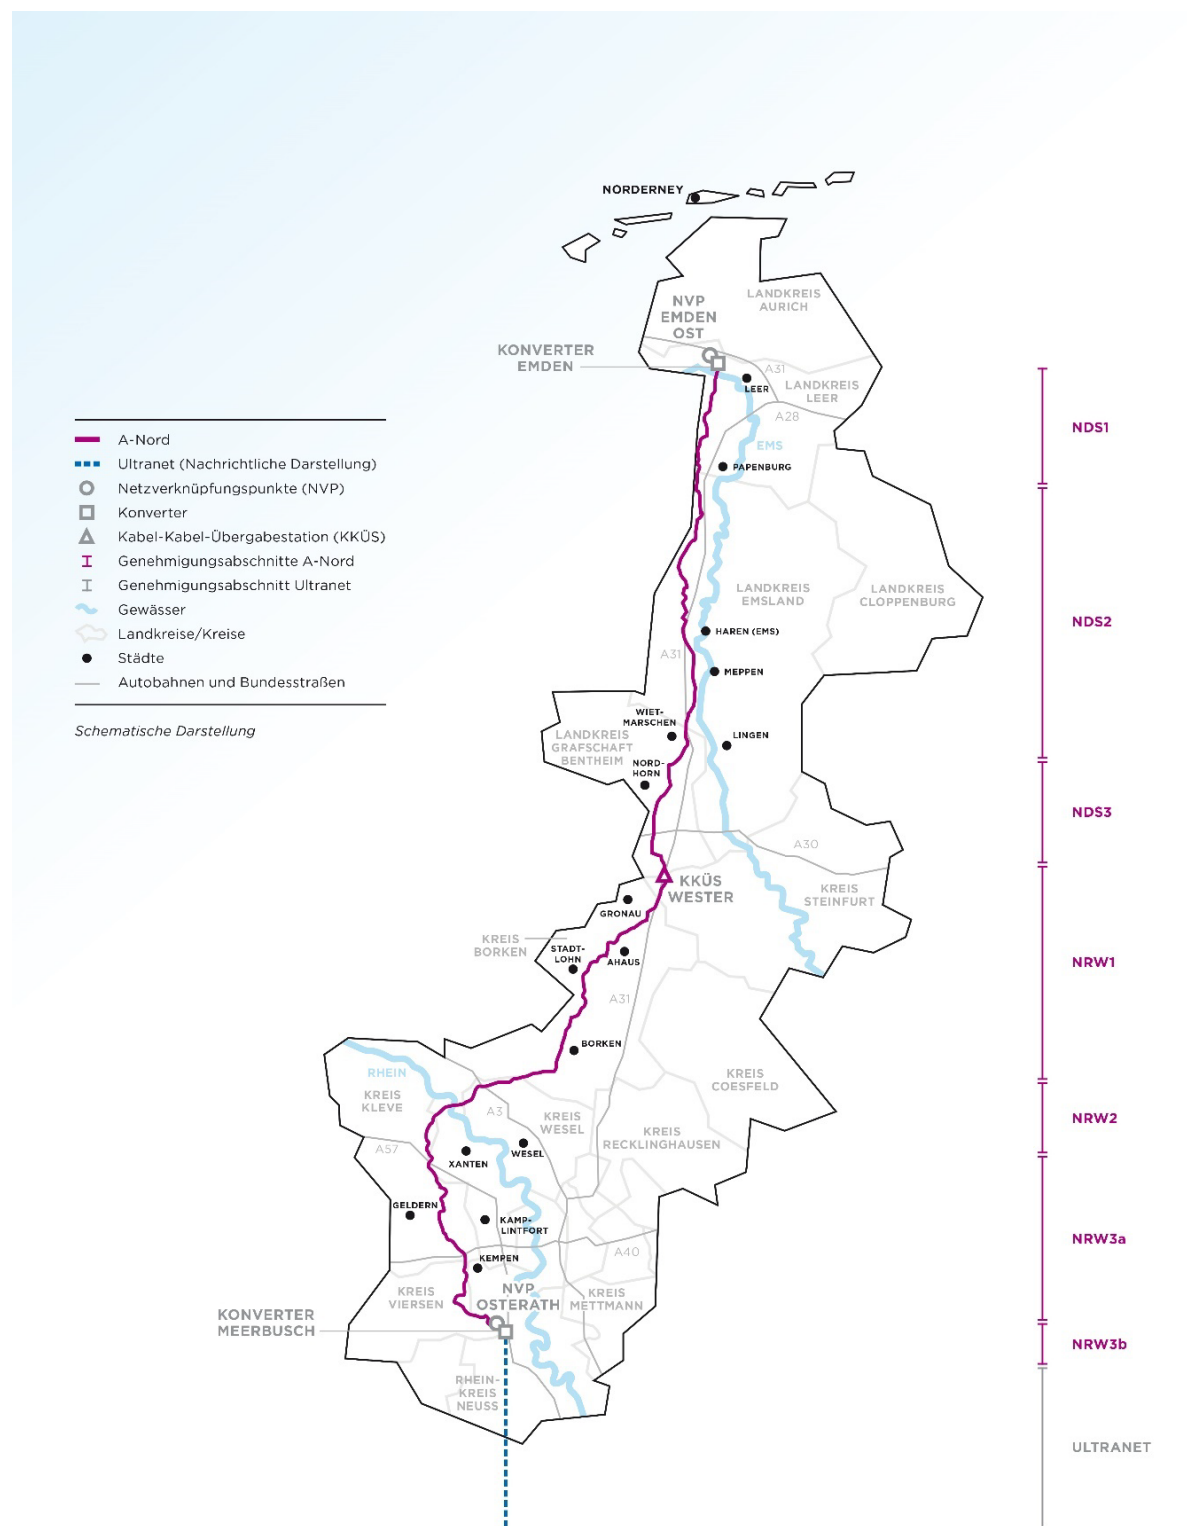 NORDERNEY
LANDKREIS
AURICH
NVP
EMDEN
OST
KONVERTER
EMDEN
A31
LEER
LANDKREIS
LEER
A28
EMS
PAPENBURG
NDS1
A-Nord
Ultranet (Nachrichtliche Darstellung)
Netzverknüpfungspunkte (NVP)
Konverter
Kabel-Kabel-Übergabestation (KKÜS)
Genehmigungsabschnitte A-Nord
Genehmigungsabschnitt Ultranet
Gewässer
Landkreise/Kreise
Städte
Autobahnen und Bundesstraßen
Schematische Darstellung
LANDKREIS
EMSLAND
LANDKREIS
CLOPPENBURG
NDS2
HAREN (EMS)
A31
MEPPEN
WIET-
MARSCHEN
LANDKREIS
GRAFSCHAFT
BENTHEIM
LINGEN
NORD-
HORN
NDS3
A30
KKÜS
WESTER
KREIS
STEINFURT
GRONAU
KREIS
BORKEN
STADT-
LOHN
AHAUS
NRW1
A31
BORKEN
RHEIN
KREIS
KLEVE
KREIS
COESFELD
A3
KREIS
WESEL
KREIS
RECKLINGHAUSEN
NRW2
A57
XANTEN
WESEL
GELDERN
KAMP-
LINTFORT
NRW3a
A40
KEMPEN
KREIS
VIERSEN
NVP
OSTERATH
KREIS
METTMANN
KONVERTER
MEERBUSCH
NRW3b
RHEIN-
KREIS
NEUSS
ULTRANET